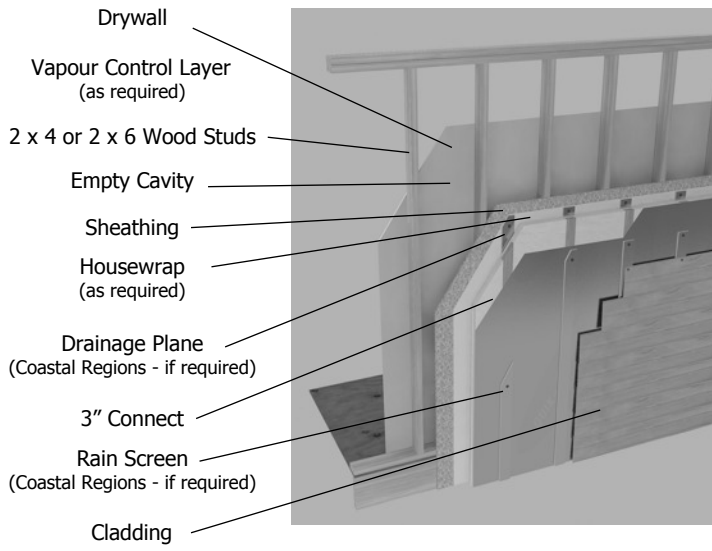 Drywall
Vapour Control Layer
(as required)
2 x 4 or 2 x 6 Wood Studs
Empty Cavity
Sheathing
Housewrap
(as required)
Drainage Plane
(Coastal Regions - if required)
3” Connect
Rain Screen
(Coastal Regions - if required)
Cladding